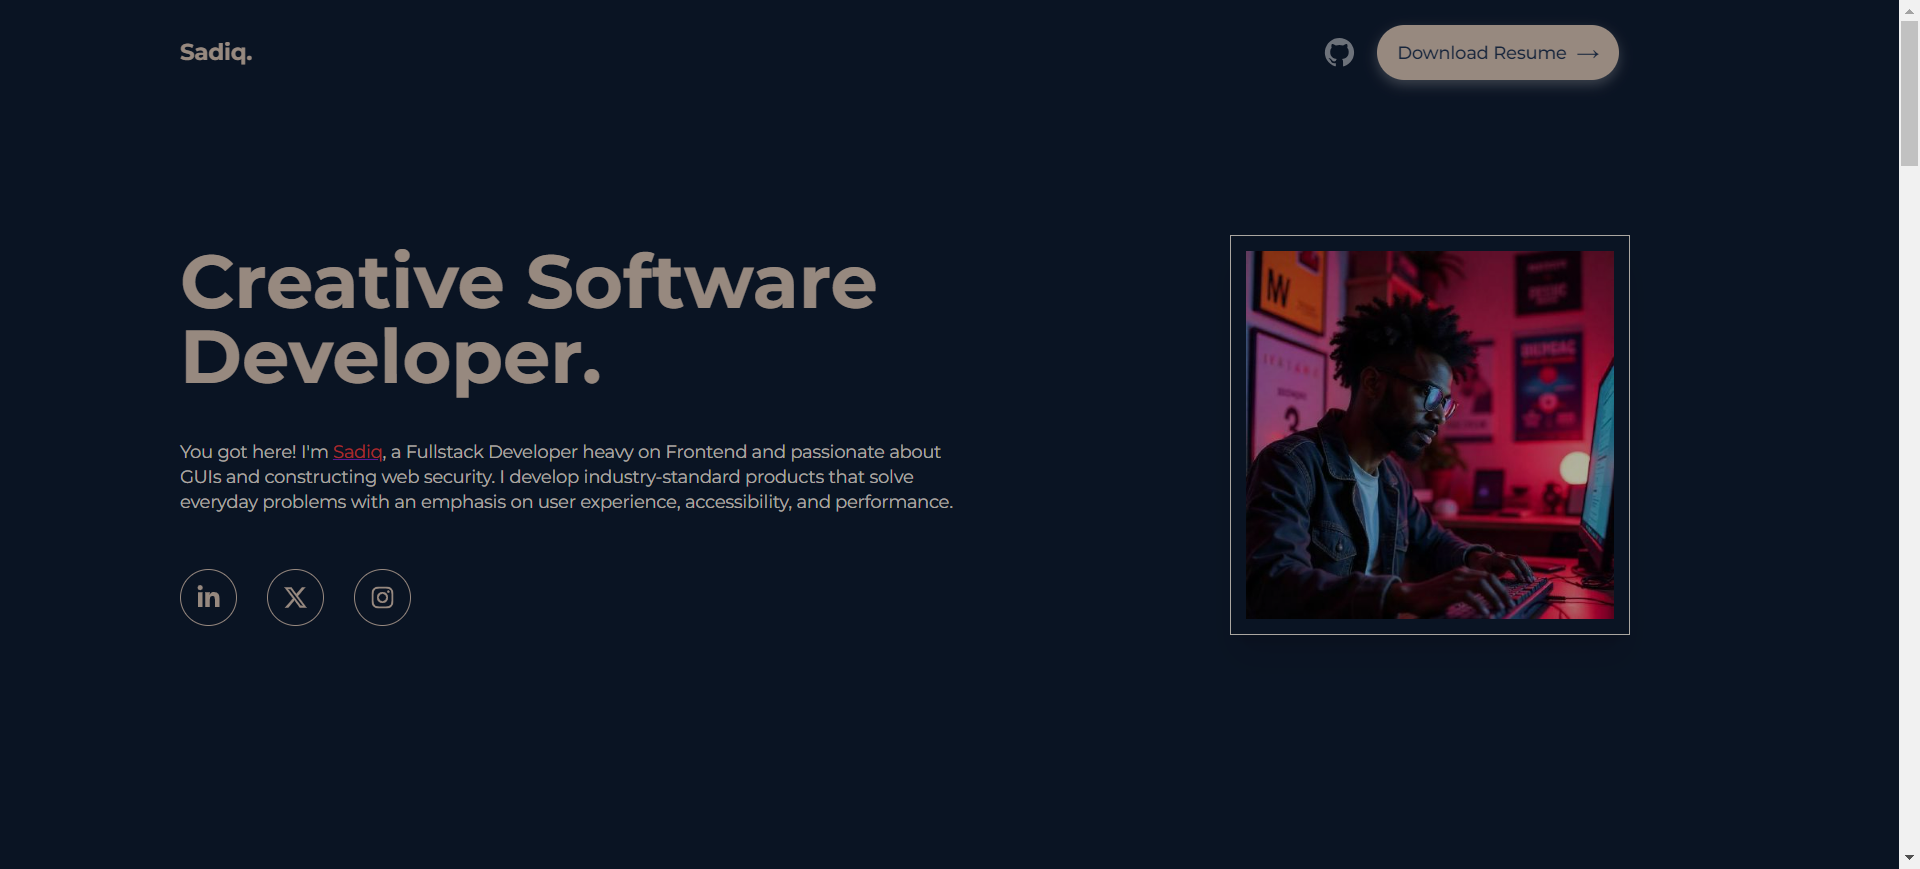 Sadiq.
Download Resume
Creative Software
Developer.
You got here! I'm Sadiq, a Fullstack Developer heavy on Frontend and passionate about
GUIs and constructing web security. I develop industry-standard products that solve
everyday problems with an emphasis on user experience, accessibility, and performance.
in
X
W
3